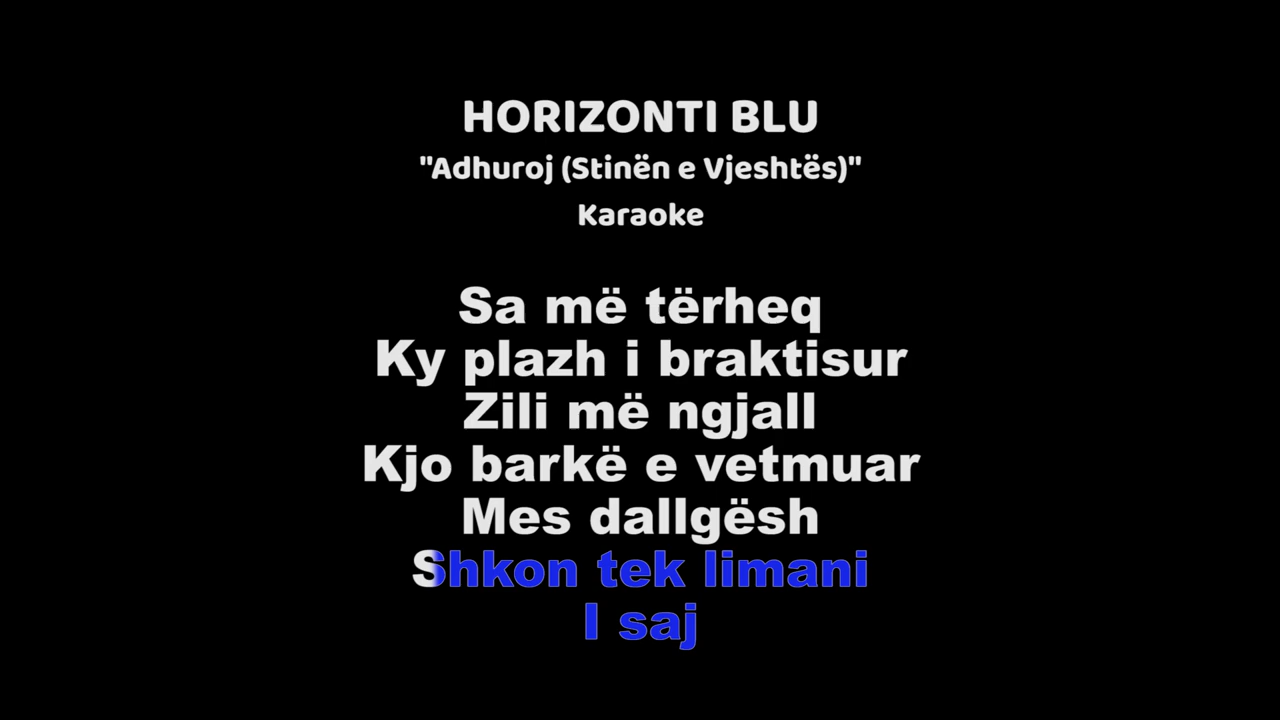 HORIZONTI BLU
"Adhuroj (Stinën e Vjeshtës)"
Karaoke
Sa më tërheq
Ky plazh i braktisur
Zili më ngjall
Kjo barkë e vetmuar
Mes dallgësh
Shkon tek limani
I saj